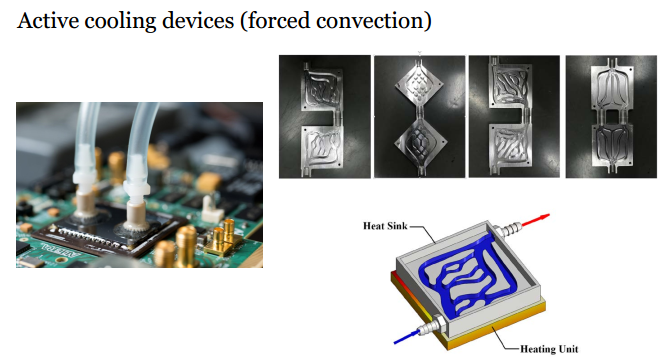 Active cooling devices (forced convection)
Heat Sink
Heating Unit